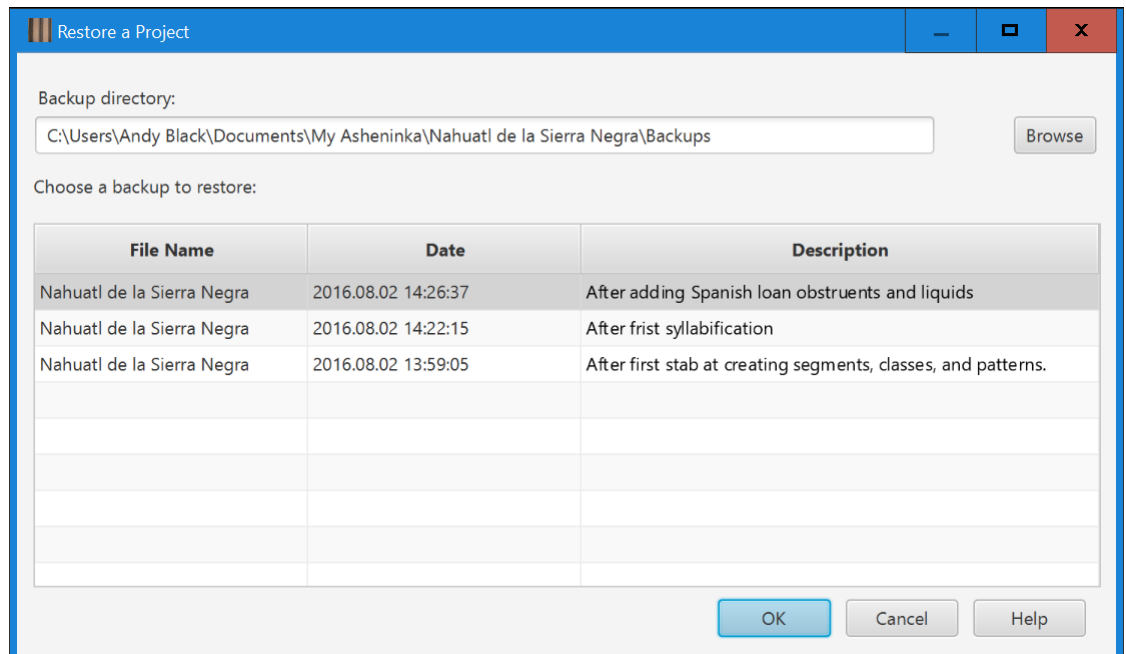 Restore a Project
Backup directory:
C:\Users\Andy Black\Documents\My Asheninka\Nahuatl de la Sierra Negra\Backups
Browse
Choose a backup to restore:
File Name Date Description
Nahuatl de la Sierra Negra 2016.08.02 14:26:37 After adding Spanish loan obstruents and liquids
Nahuatl de la Sierra Negra 2016.08.02 14:22:15 After frist syllabification
Nahuatl de la Sierra Negra 2016.08.02 13:59:05 After first stab at creating segments, classes, and patterns.
OK Cancel Help